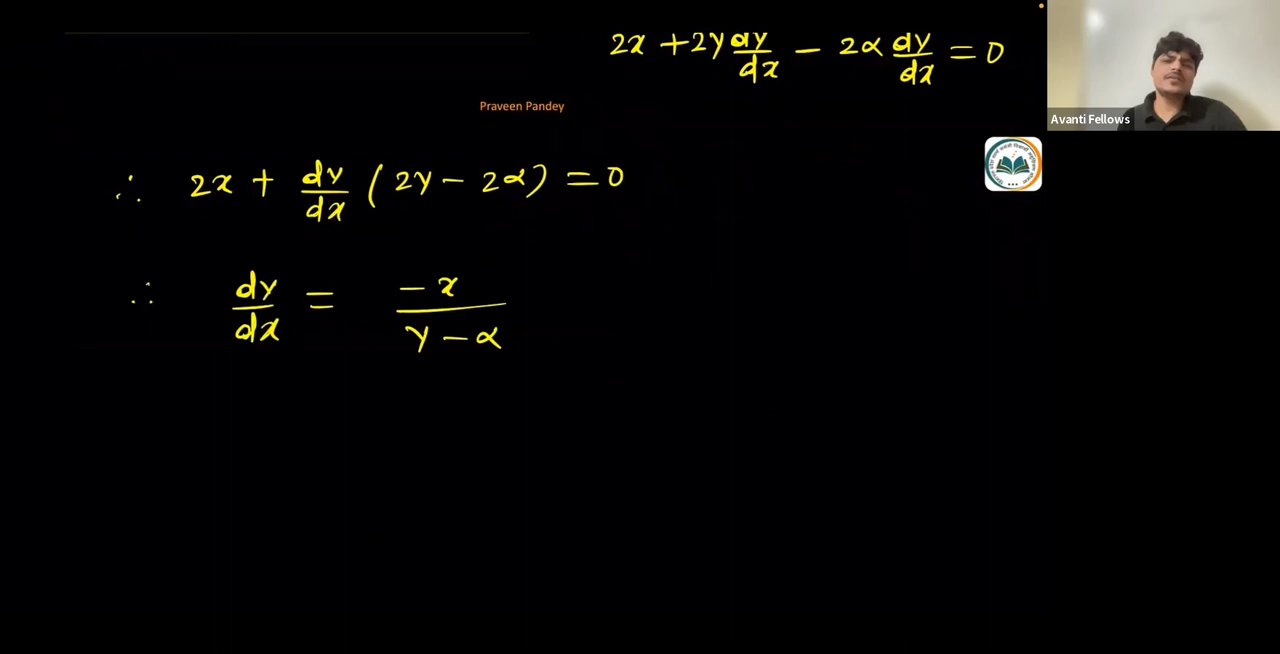 2x + 2y dy/dx - 2α dy/dx = 0
Praveen Pandey
Avanti Fellows
∴ 2x + dy/dx (2y - 2α) = 0
∴ dy/dx = -x/(y - α)